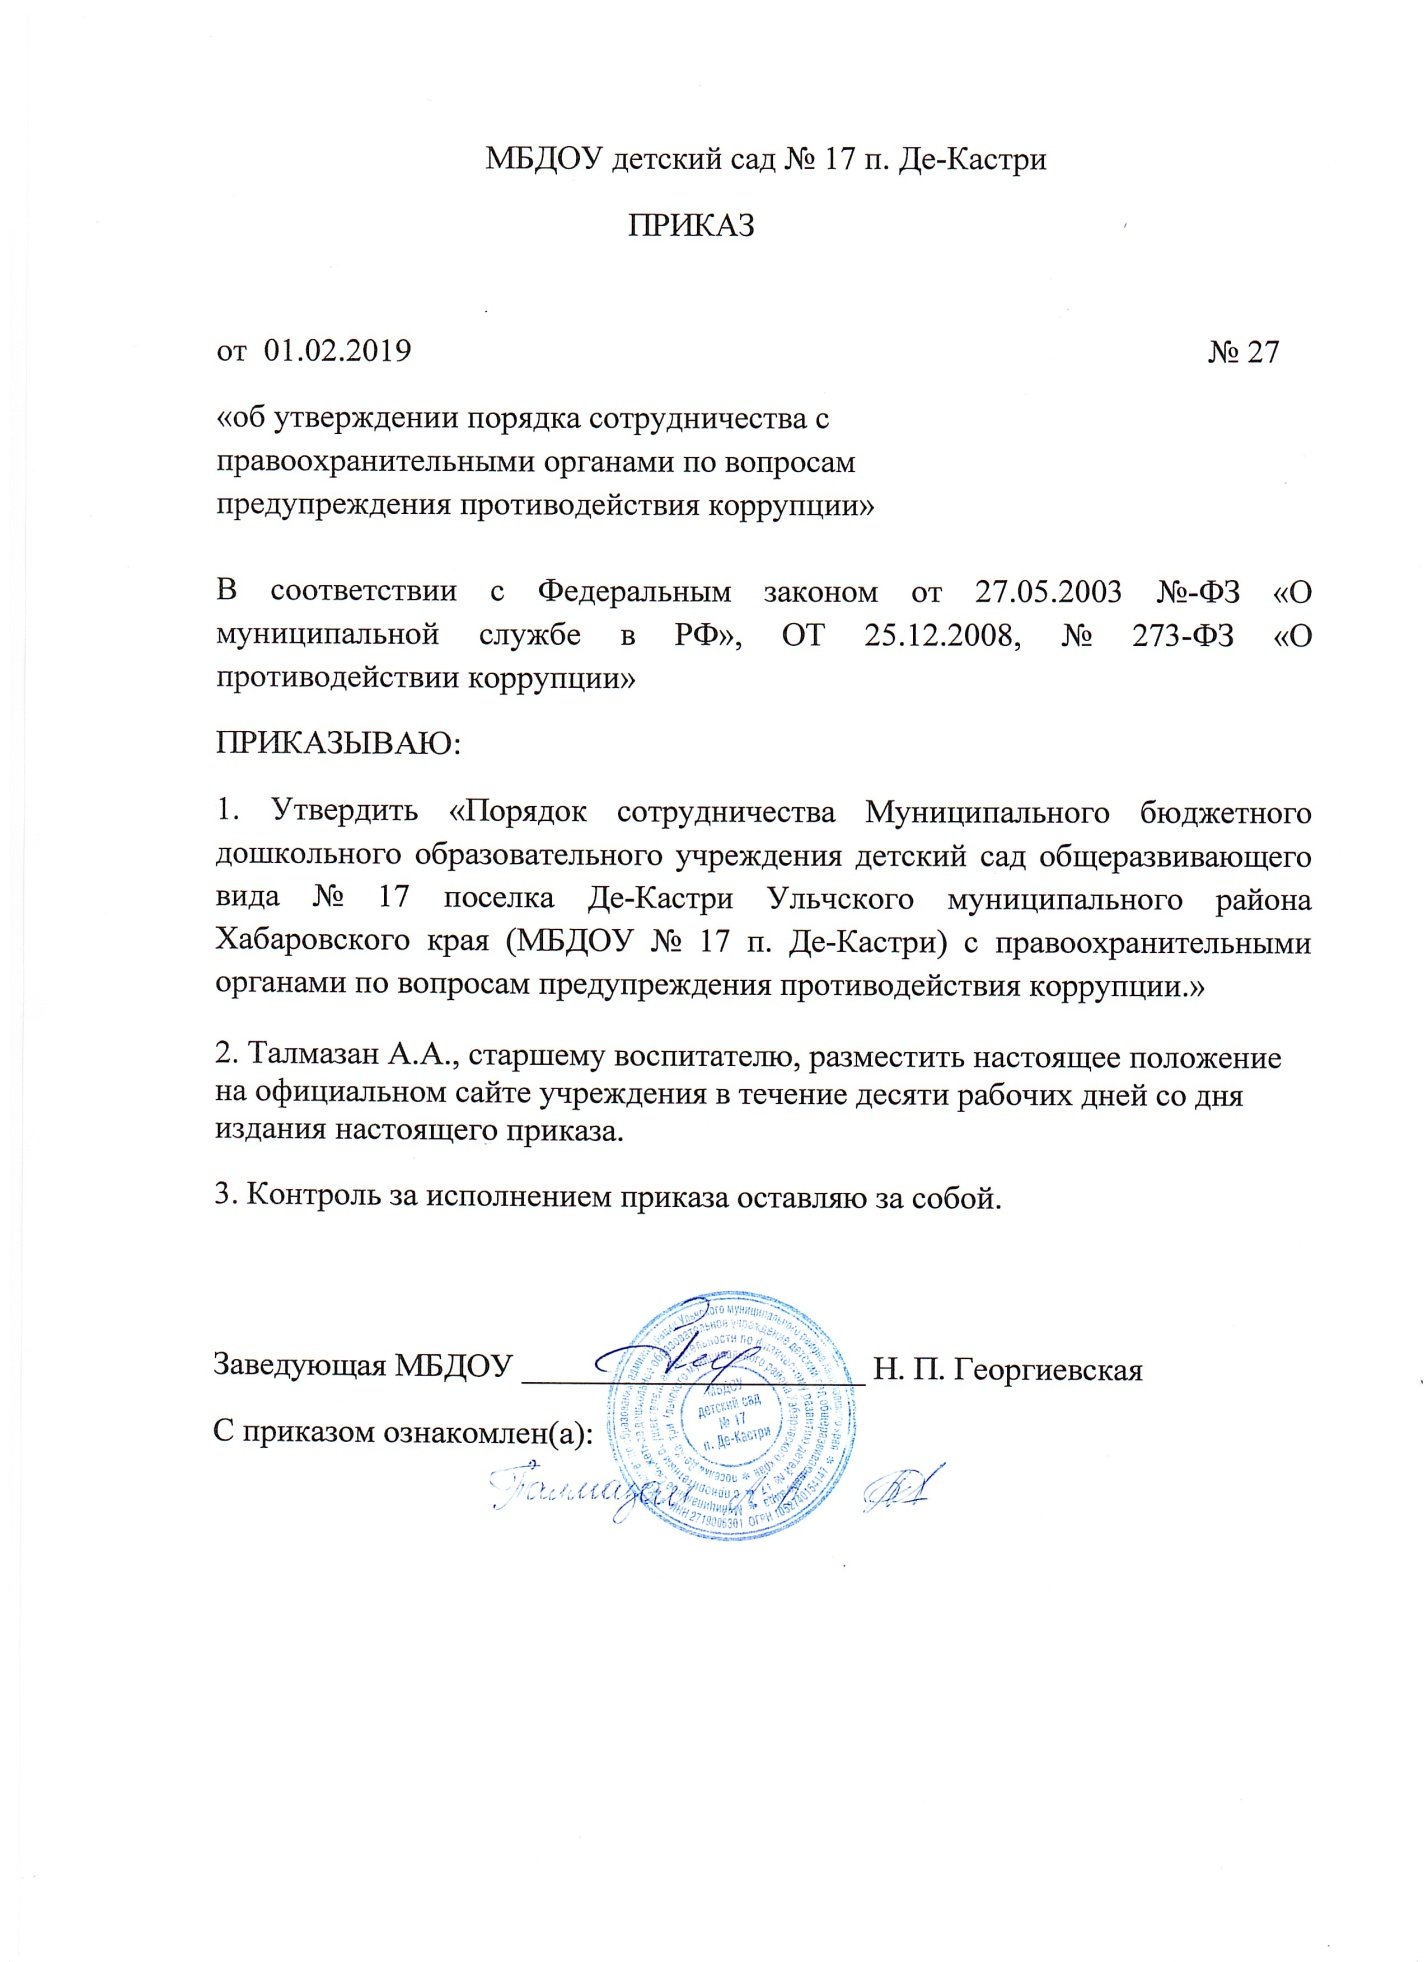 МБДОУ детский сад № 17 п. Де-Кастри
ПРИКАЗ
от 01.02.2019 № 27
«об утверждении порядка сотрудничества с
правоохранительными органами по вопросам
предупреждения противодействия коррупции»
В соответствии с Федеральным законом от 27.05.2003 №-ФЗ «О
муниципальной службе в РФ», ОТ 25.12.2008, № 273-ФЗ «О
противодействии коррупции»
ПРИКАЗЫВАЮ:
1. Утвердить «Порядок сотрудничества Муниципального бюджетного
дошкольного образовательного учреждения детский сад общеразвивающего
вида № 17 поселка Де-Кастри Ульчского муниципального района
Хабаровского края (МБДОУ № 17 п. Де-Кастри) с правоохранительными
органами по вопросам предупреждения противодействия коррупции.»
2. Талмазан А.А., старшему воспитателю, разместить настоящее положение
на официальном сайте учреждения в течение десяти рабочих дней со дня
издания настоящего приказа.
3. Контроль за исполнением приказа оставляю за собой.
Заведующая МБДОУ Н. П. Георгиевская
МБДОУ
детский сад
№ 17
п. Де-Кастри
С приказом ознакомлен(а):
Талмазан